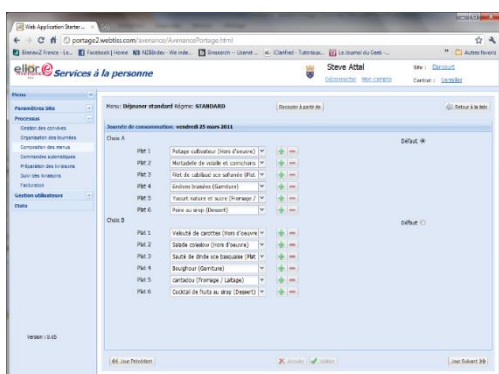 Web Application Starter ...
portage2.webtiss.com/avenance/AvenancePortage.html
Facebook | Home
Autres favoris
elior Services à la personne
Steve Attal
Déconnecter Mon compte
Site :
Contrat :
Menu
Paramètres Site
Processus
Gestion des convives
Organisation des tournées
Composition des menus
Commandes automatiques
Préparation des livraisons
Suivi des livraisons
Facturation
Gestion utilisateurs
Etats
Version : 0.6b
Menu: Déjeuner standard Régime: STANDARD
Recopier à partir de
Retour à la liste
Journée de consommation: vendredi 25 mars 2011
Choix A
Défaut
Plat 1 Potage cultivateur (Hors d'oeuvre)
Plat 2 Mortadelle de volaille et cornichons
Plat 3 Filet de cabillaud sce safranée (Plat
Plat 4 Endives braisées (Garniture)
Plat 5 Yaourt nature et sucre (Fromage /
Plat 6 Poire au sirop (Dessert)
Choix B
Défaut
Plat 1 Velouté de carottes (Hors d'oeuvre
Plat 2 Salade coleslaw (Hors d'oeuvre)
Plat 3 Sauté de dinde sce basquaise (Plat
Plat 4 Boulghour (Garniture)
Plat 5 cantadou (Fromage / Laitage)
Plat 6 Cocktail de fruits au sirop (Dessert)
Jour Précédent
Annuler
Valider
Jour Suivant